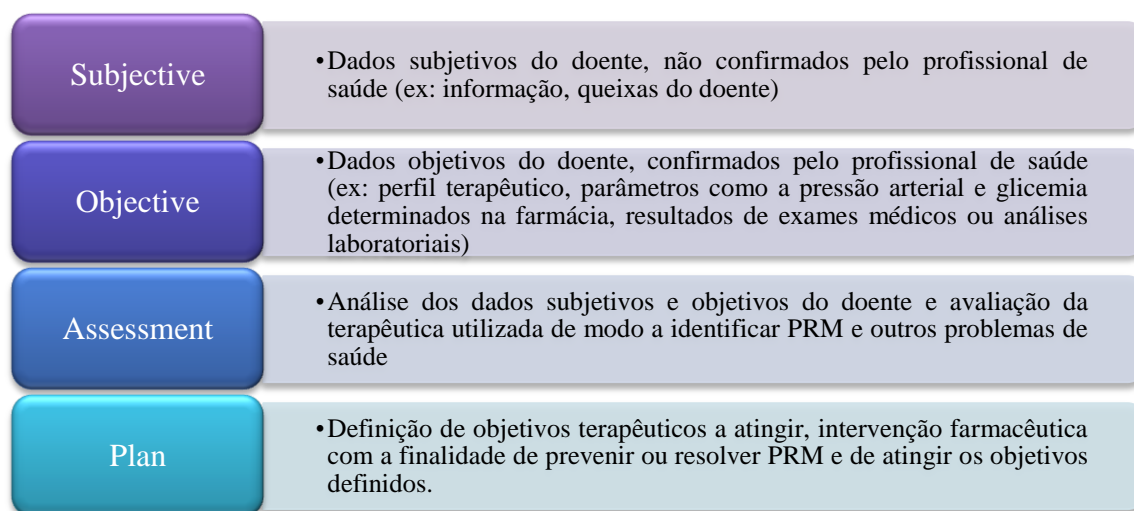 Subjective
•Dados subjetivos do doente, não confirmados pelo profissional de
saúde (ex: informação, queixas do doente)
Objective
•Dados objetivos do doente, confirmados pelo profissional de saúde
(ex: perfil terapêutico, parâmetros como a pressão arterial e glicemia
determinados na farmácia, resultados de exames médicos ou análises
laboratoriais)
Assessment
•Análise dos dados subjetivos e objetivos do doente e avaliação da
terapêutica utilizada de modo a identificar PRM e outros problemas de
saúde
Plan
•Definição de objetivos terapêuticos a atingir, intervenção farmacêutica
com a finalidade de prevenir ou resolver PRM e de atingir os objetivos
definidos.